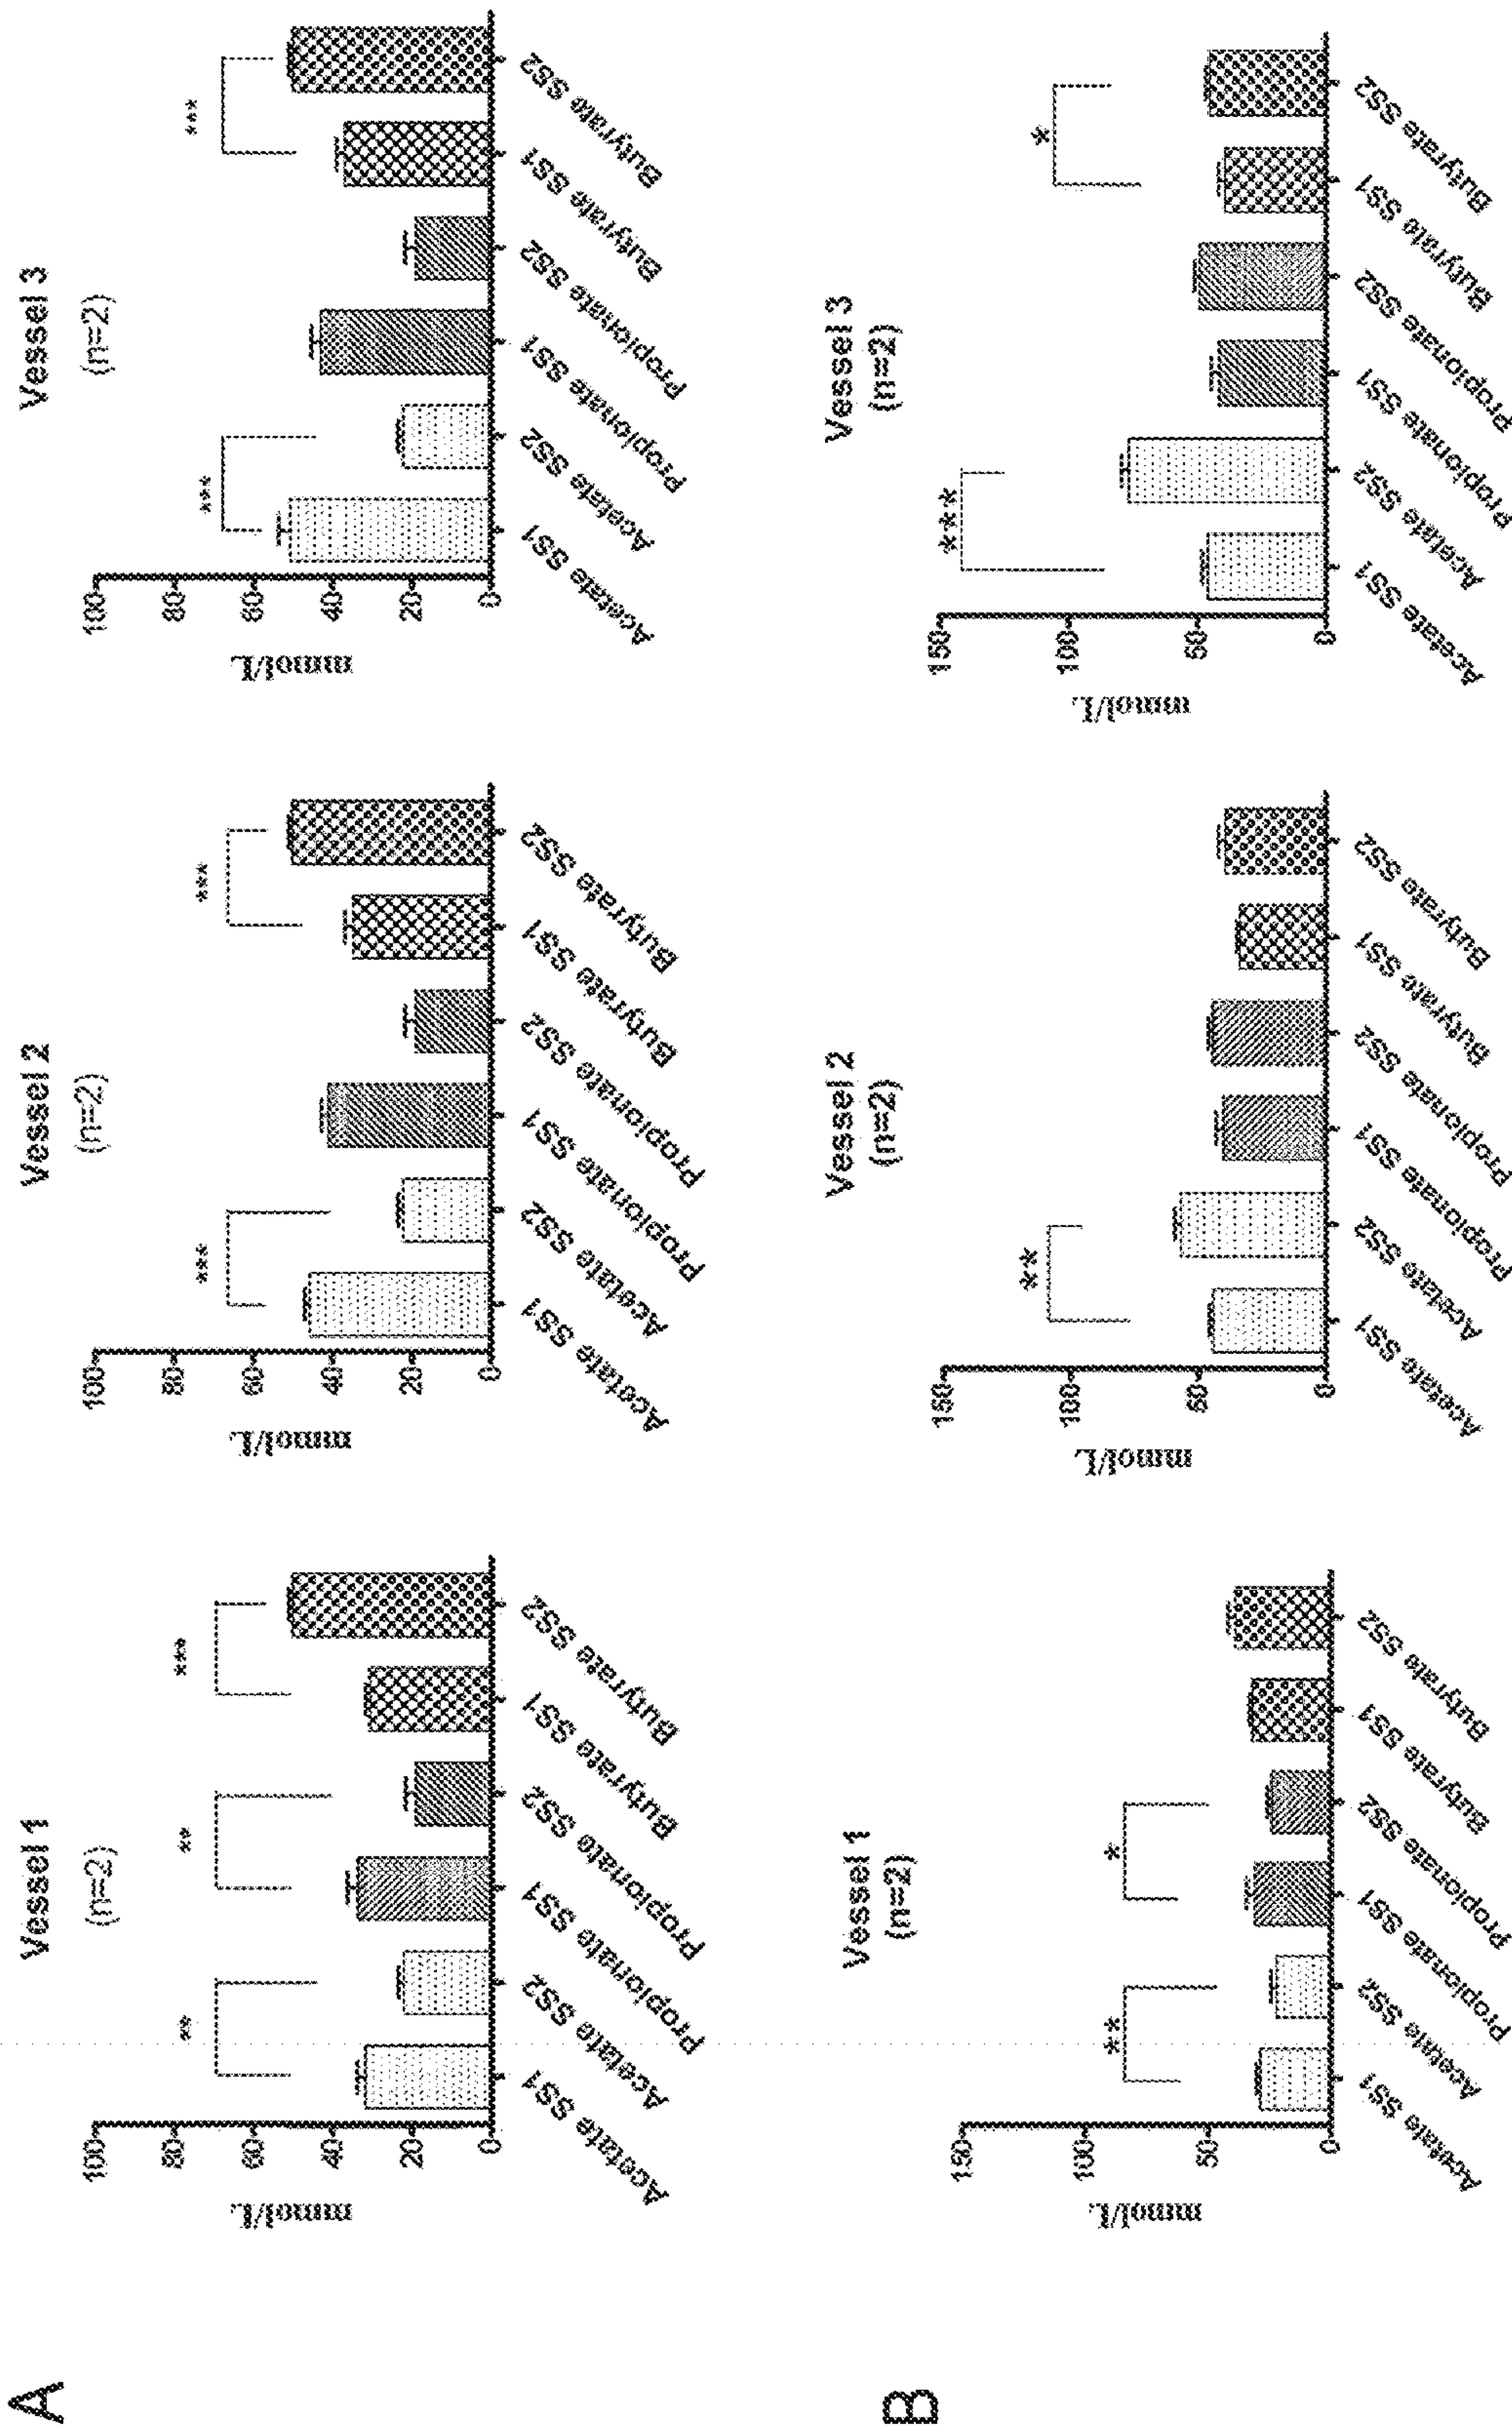 A
Vessel 1
(n=2)
mmol/L
100
80
60
40
20
0
**
**
***
Acetate SS1
Acetate SS2
Propionate SS1
Propionate SS2
Butyrate SS1
Butyrate SS2
Vessel 2
(n=2)
mmol/L
100
80
60
40
20
0
***
***
Acetate SS1
Acetate SS2
Propionate SS1
Propionate SS2
Butyrate SS1
Butyrate SS2
Vessel 3
(n=2)
mmol/L
100
80
60
40
20
0
***
***
Acetate SS1
Acetate SS2
Propionate SS1
Propionate SS2
Butyrate SS1
Butyrate SS2
B
Vessel 1
(n=2)
mmol/L
150
100
50
0
**
*
Acetate SS1
Acetate SS2
Propionate SS1
Propionate SS2
Butyrate SS1
Butyrate SS2
Vessel 2
(n=2)
mmol/L
150
100
50
0
**
Acetate SS1
Acetate SS2
Propionate SS1
Propionate SS2
Butyrate SS1
Butyrate SS2
Vessel 3
(n=2)
mmol/L
150
100
50
0
***
*
Acetate SS1
Acetate SS2
Propionate SS1
Propionate SS2
Butyrate SS1
Butyrate SS2